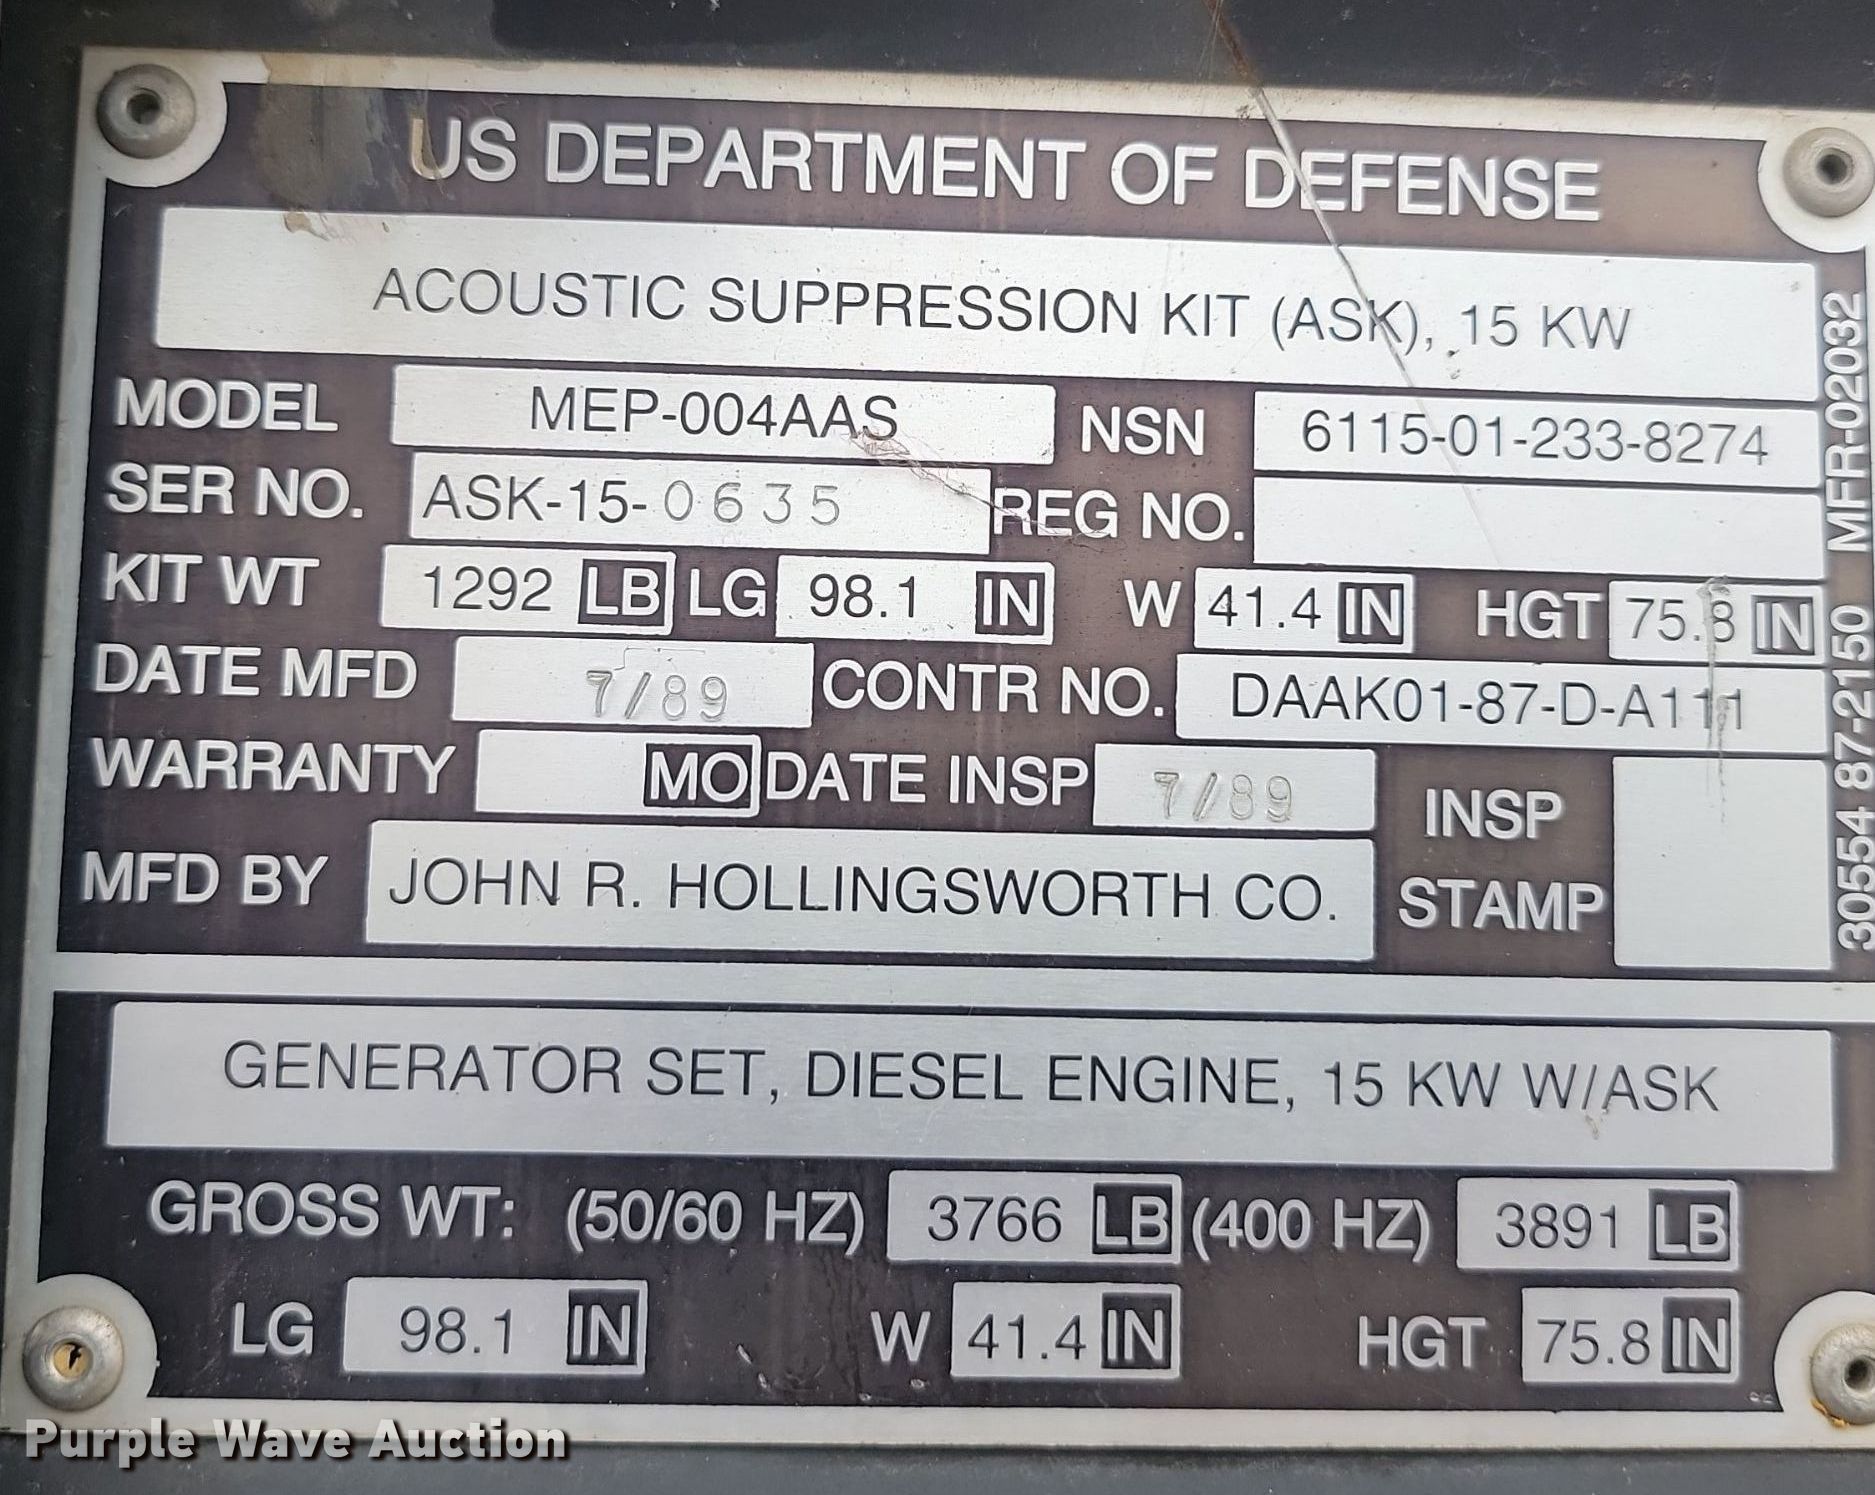 US DEPARTMENT OF DEFENSE
ACOUSTIC SUPPRESSION KIT (ASK), 15 KW
MODEL MEP-004AAS NSN 6115-01-233-8274
SER NO. ASK-15-0635 REG NO.
KIT WT 1292 LB LG 98.1 IN W 41.4 IN HGT 75.8 IN
DATE MFD 7/89 CONTR NO. DAAK01-87-D-A111
WARRANTY MO DATE INSP 7/89 INSP STAMP
MFD BY JOHN R. HOLLINGSWORTH CO.
30554 87-2150 MFR-02032
GENERATOR SET, DIESEL ENGINE, 15 KW W/ASK
GROSS WT: (50/60 HZ) 3766 LB (400 HZ) 3891 LB
LG 98.1 IN W 41.4 IN HGT 75.8 IN
Purple Wave Auction